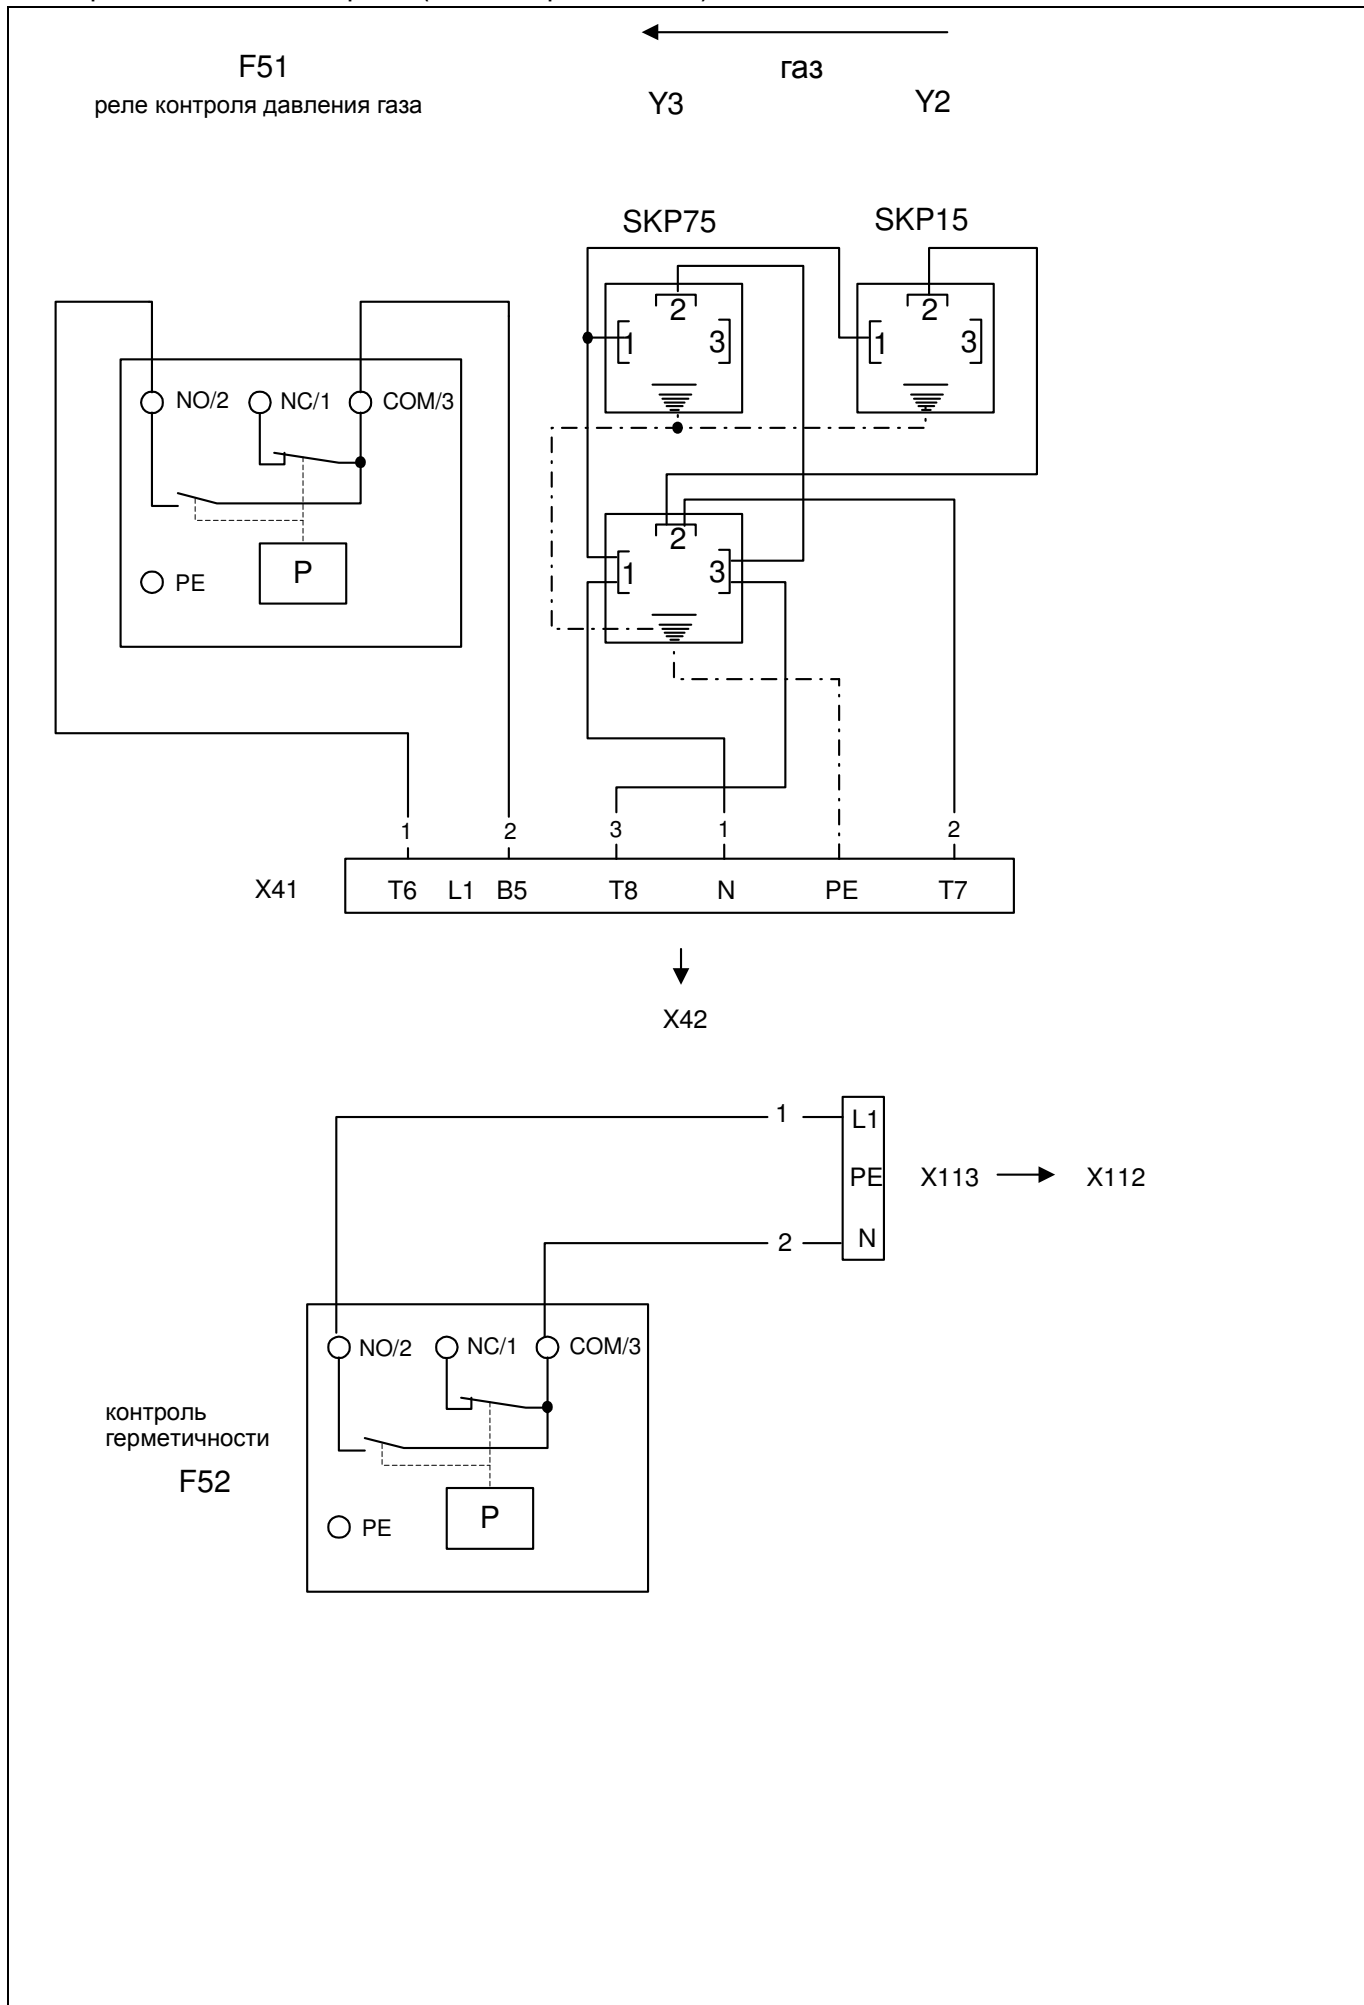 F51
реле контроля давления газа
газ
Y3
Y2
SKP75
SKP15
2
1
3
2
1
3
NO/2
NC/1
COM/3
P
PE
2
1
3
1
2
3
1
2
X41
T6
L1
B5
T8
N
PE
T7
X42
1
L1
PE
X113
X112
2
N
NO/2
NC/1
COM/3
контроль
герметичности
F52
P
PE